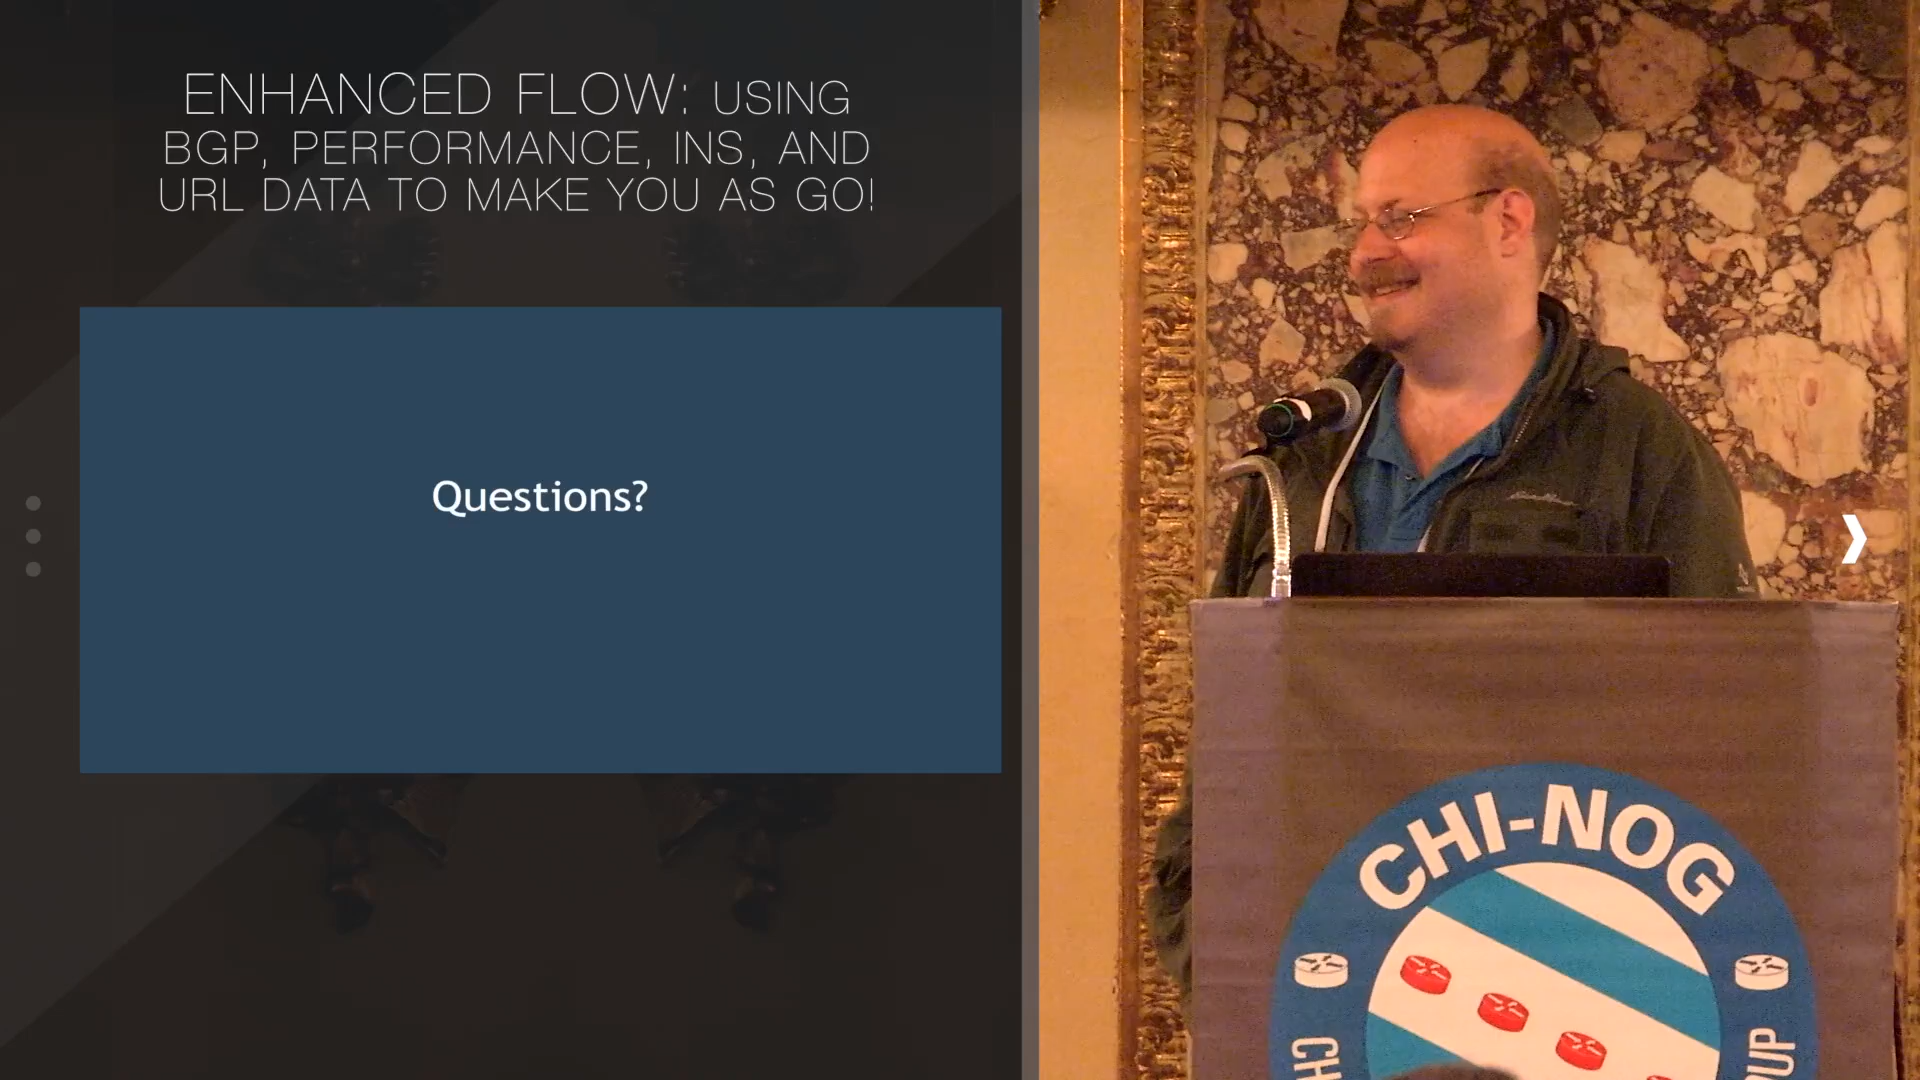 ENHANCED FLOW: USING
BGP, PERFORMANCE, INS, AND
URL DATA TO MAKE YOU AS GO!
Questions?
CHI-NOG